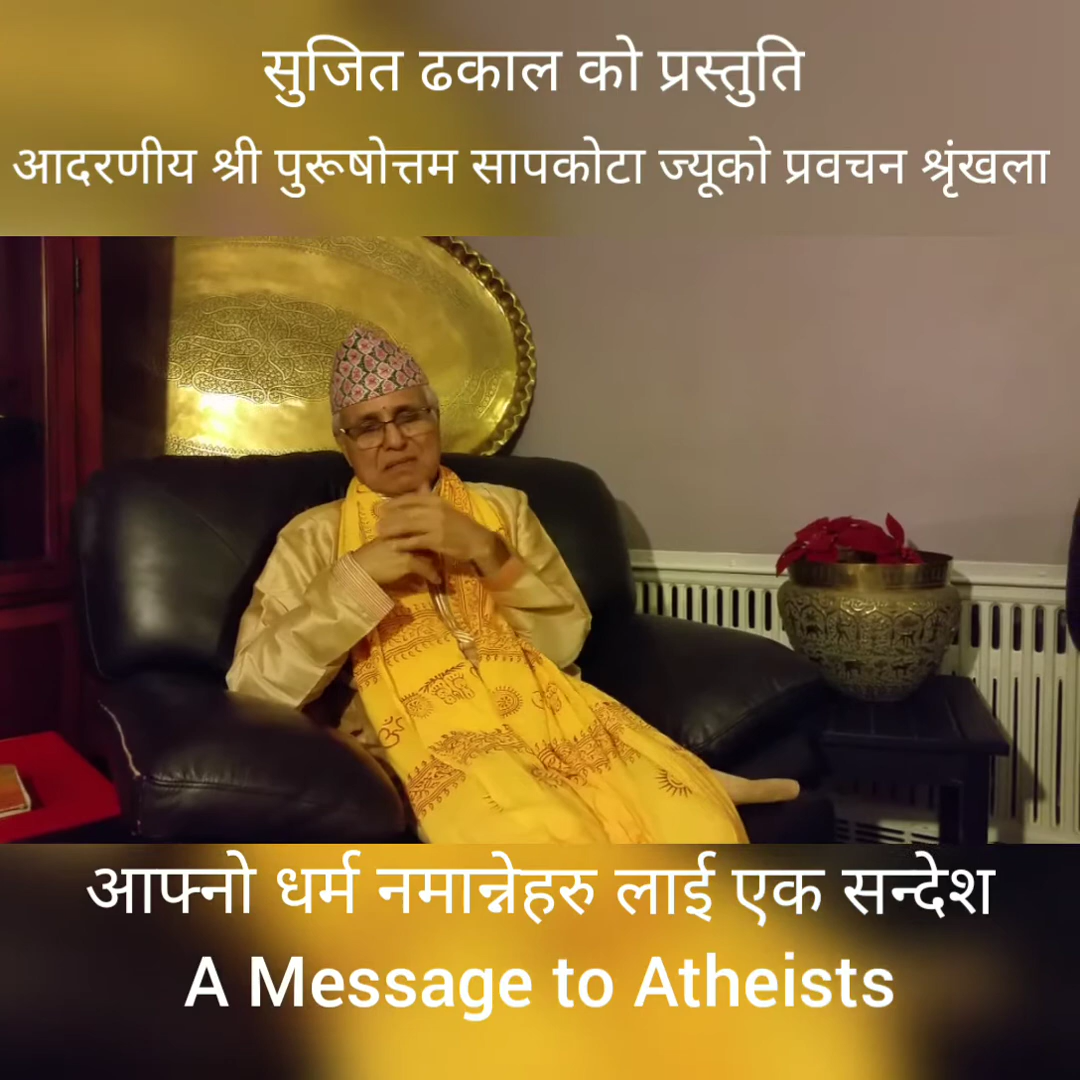 सुजित ढकाल को प्रस्तुति
आदरणीय श्री पुरूषोत्तम सापकोटा ज्यूको प्रवचन श्रृंखला
आफ्नो धर्म नमान्नेहरु लाई एक सन्देश
A Message to Atheists